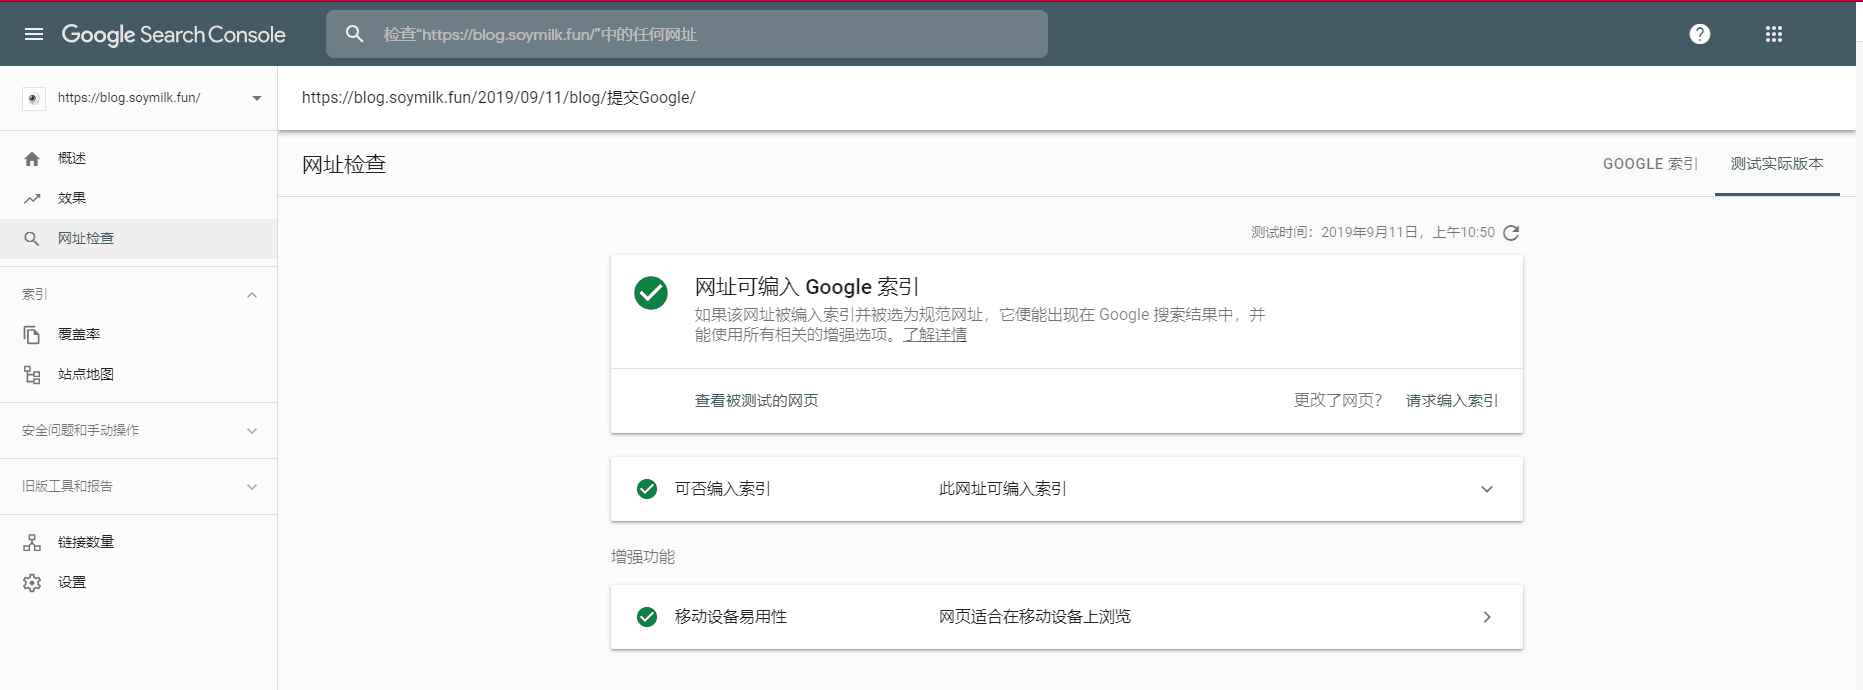 Google Search Console
检查“https://blog.soymilk.fun/”中的任何网址
https://blog.soymilk.fun/
https://blog.soymilk.fun/2019/09/11/blog/提交Google/
概述
效果
网址检查
索引
覆盖率
站点地图
安全问题和手动操作
旧版工具和报告
链接数量
设置
网址检查
GOOGLE 索引
测试实际版本
测试时间：2019年9月11日，上午10:50
网址可编入 Google 索引
如果该网址被编入索引并被选为规范网址，它便能出现在 Google 搜索结果中，并
能使用所有相关的增强选项。了解详情
查看被测试的网页
更改了网页？
请求编入索引
可否编入索引
此网址可编入索引
增强功能
移动设备易用性
网页适合在移动设备上浏览